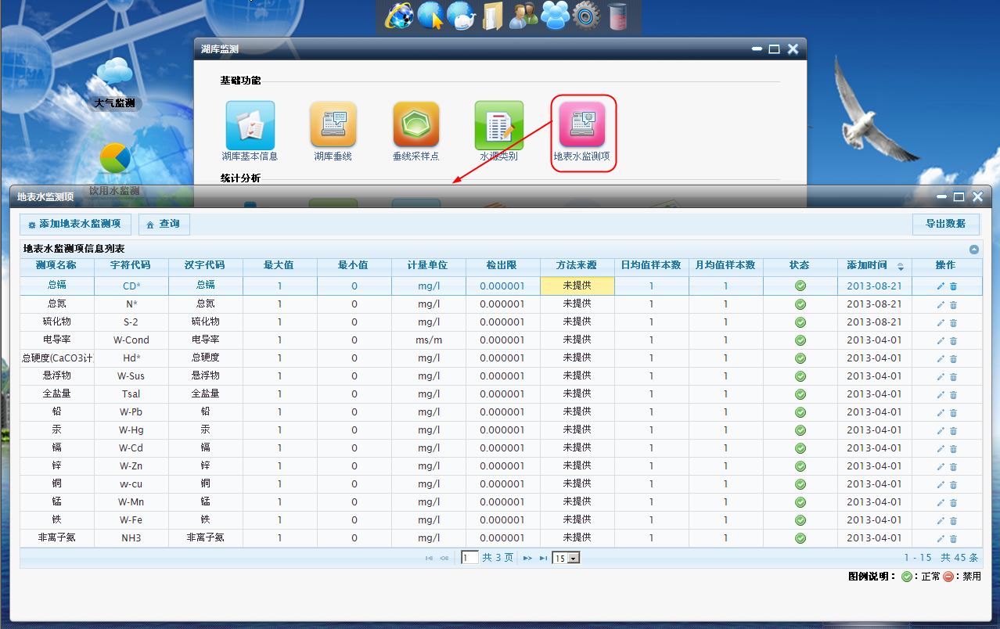 湖库监测
基础功能
大气监测
湖库基本信息 湖库垂线 垂线采样点 水源类别 地表水监测项
统计分析
饮用水监测
地表水监测项
添加地表水监测项 查询 导出数据
地表水监测项信息列表
测项名称 字符代码 汉字代码 最大值 最小值 计量单位 检出限 方法来源 日均值样本数 月均值样本数 状态 添加时间 操作
总镉 CD* 总镉 1 0 mg/l 0.000001 未提供 1 1 2013-08-21
总氮 N* 总氮 1 0 mg/l 0.000001 未提供 1 1 2013-08-21
硫化物 S-2 硫化物 1 0 mg/l 0.000001 未提供 1 1 2013-08-21
电导率 W-Cond 电导率 1 0 ms/m 0.000001 未提供 1 1 2013-04-01
总硬度(CaCO3计 Hd* 总硬度 1 0 mg/l 0.000001 未提供 1 1 2013-04-01
悬浮物 W-Sus 悬浮物 1 0 mg/l 0.000001 未提供 1 1 2013-04-01
全盐量 Tsal 全盐量 1 0 mg/l 0.000001 未提供 1 1 2013-04-01
铅 W-Pb 铅 1 0 mg/l 0.000001 未提供 1 1 2013-04-01
汞 W-Hg 汞 1 0 mg/l 0.000001 未提供 1 1 2013-04-01
镉 W-Cd 镉 1 0 mg/l 0.000001 未提供 1 1 2013-04-01
锌 W-Zn 锌 1 0 mg/l 0.000001 未提供 1 1 2013-04-01
铜 w-cu 铜 1 0 mg/l 0.000001 未提供 1 1 2013-04-01
锰 W-Mn 锰 1 0 mg/l 0.000001 未提供 1 1 2013-04-01
铁 W-Fe 铁 1 0 mg/l 0.000001 未提供 1 1 2013-04-01
非离子氨 NH3 非离子氨 1 0 mg/l 0.000001 未提供 1 1 2013-04-01
1 共 3 页 15 1 - 15 共 45 条
图例说明：：正常：禁用